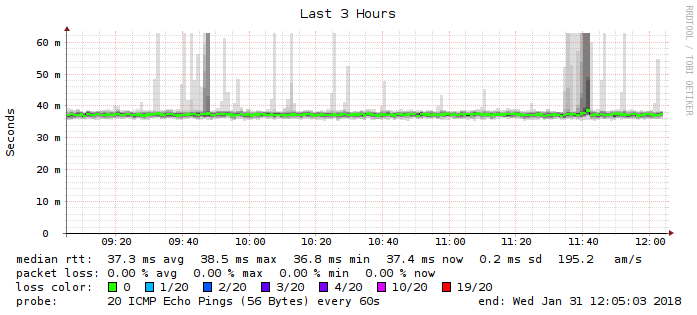 Last 3 Hours
RRDTOOL / TOBI OETIKER
Seconds
60 m
50 m
40 m
30 m
20 m
10 m
0
09:20 09:40 10:00 10:20 10:40 11:00 11:20 11:40 12:00
median rtt: 37.3 ms avg 38.5 ms max 36.8 ms min 37.4 ms now 0.2 ms sd 195.2 am/s
packet loss: 0.00 % avg 0.00 % max 0.00 % min 0.00 % now
loss color: 0 1/20 2/20 3/20 4/20 10/20 19/20
probe: 20 ICMP Echo Pings (56 Bytes) every 60s end: Wed Jan 31 12:05:03 2018